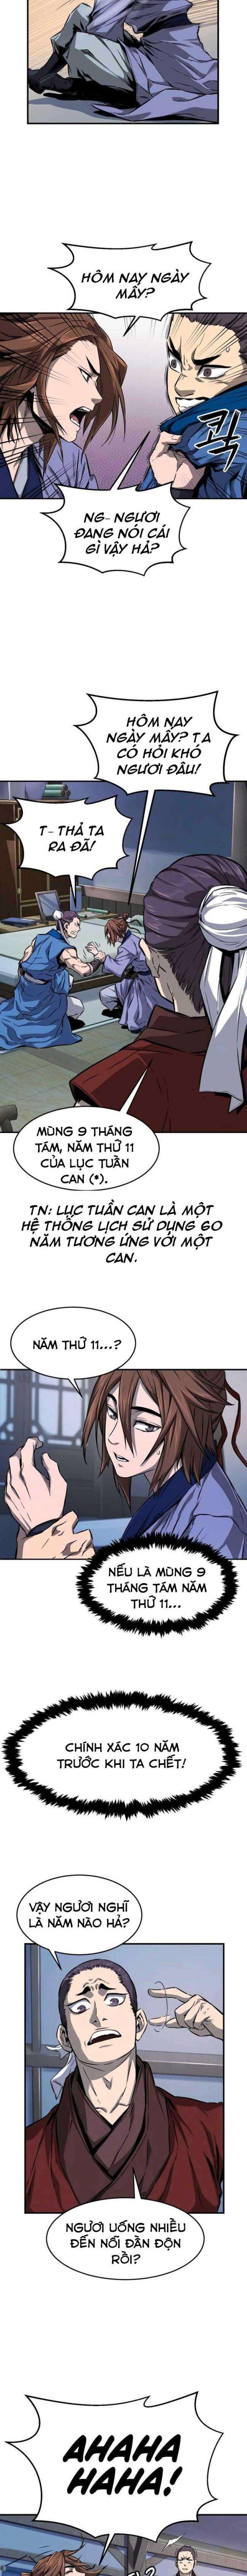 HÔM NAY NGÀY
MẤY?
콱
NG- NGƯƠI
ĐANG NÓI CÁI
GÌ VẬY HẢ?
HÔM NAY
NGÀY MẤY? TA
CÓ HỎI KHÓ
NGƯƠI ĐÂU!
T- THẢ TA
RA ĐÃ!
MÙNG 9 THÁNG
TÁM, NĂM THỨ 11
CỦA LỤC TUẦN
CAN (*).
TN: LỤC TUẦN CAN LÀ MỘT
HỆ THỐNG LỊCH SỬ DỤNG 60
NĂM TƯƠNG ỨNG VỚI MỘT
CAN.
NĂM THỨ 11...?
NẾU LÀ MÙNG 9
THÁNG TÁM NĂM
THỨ 11...
CHÍNH XÁC 10 NĂM
TRƯỚC KHI TA CHẾT!
VẬY NGƯƠI NGHĨ
LÀ NĂM NÀO HẢ?
NGƯƠI UỐNG NHIỀU
ĐẾN NỖI ĐẦN ĐỘN
RỒI?
AHAHA
HAHA!